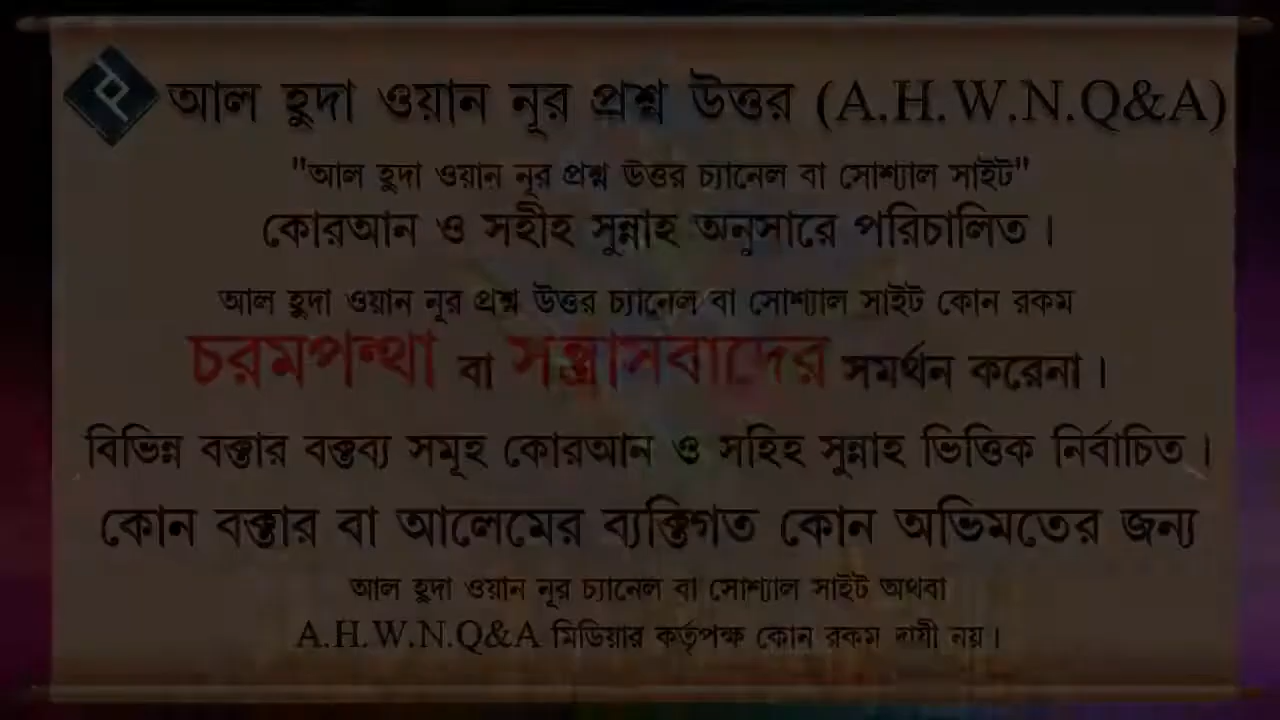 আল হুদা ওয়ান নূর প্রশ্ন উত্তর (A.H.W.N.Q&A)
"আল হুদা ওয়ান নূর প্রশ্ন উত্তর চ্যানেল বা সোশ্যাল সাইট"
কোরআন ও সহীহ সুন্নাহ অনুসারে পরিচালিত ।
আল হুদা ওয়ান নূর প্রশ্ন উত্তর চ্যানেল বা সোশ্যাল সাইট কোন রকম
চরমপন্থা বা সন্ত্রাসবাদের সমর্থন করেনা ।
বিভিন্ন বক্তার বক্তব্য সমূহ কোরআন ও সহিহ সুন্নাহ ভিত্তিক নির্বাচিত ।
কোন বক্তার বা আলেমের ব্যক্তিগত কোন অভিমতের জন্য
আল হুদা ওয়ান নূর চ্যানেল বা সোশ্যাল সাইট অথবা
A.H.W.N.Q&A মিডিয়ার কর্তৃপক্ষ কোন রকম দায়ী নয় ।